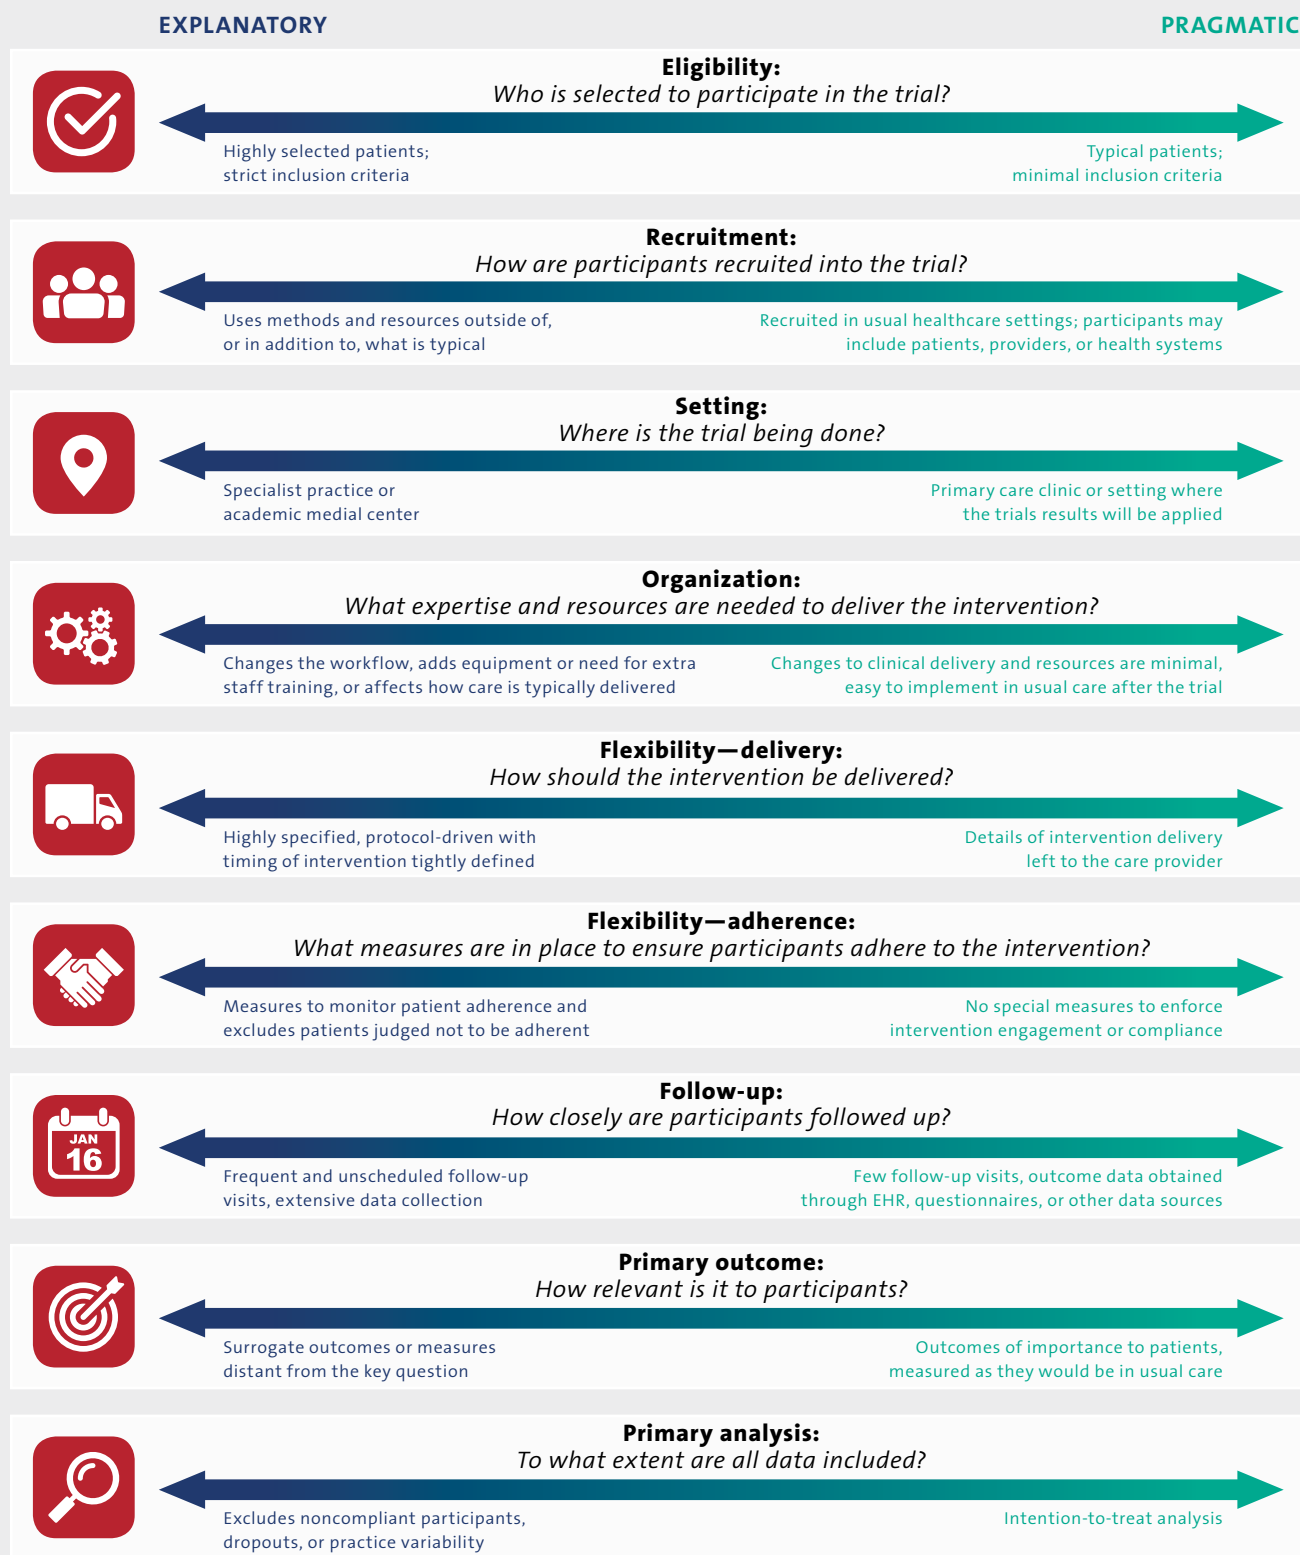 EXPLANATORY
PRAGMATIC
Eligibility:
Who is selected to participate in the trial?
Highly selected patients;
strict inclusion criteria
Typical patients;
minimal inclusion criteria
Recruitment:
How are participants recruited into the trial?
Uses methods and resources outside of,
or in addition to, what is typical
Recruited in usual healthcare settings; participants may
include patients, providers, or health systems
Setting:
Where is the trial being done?
Specialist practice or
academic medial center
Primary care clinic or setting where
the trials results will be applied
Organization:
What expertise and resources are needed to deliver the intervention?
Changes the workflow, adds equipment or need for extra
staff training, or affects how care is typically delivered
Changes to clinical delivery and resources are minimal,
easy to implement in usual care after the trial
Flexibility—delivery:
How should the intervention be delivered?
Highly specified, protocol-driven with
timing of intervention tightly defined
Details of intervention delivery
left to the care provider
Flexibility—adherence:
What measures are in place to ensure participants adhere to the intervention?
Measures to monitor patient adherence and
excludes patients judged not to be adherent
No special measures to enforce
intervention engagement or compliance
JAN
16
Follow-up:
How closely are participants followed up?
Frequent and unscheduled follow-up
visits, extensive data collection
Few follow-up visits, outcome data obtained
through EHR, questionnaires, or other data sources
Primary outcome:
How relevant is it to participants?
Surrogate outcomes or measures
distant from the key question
Outcomes of importance to patients,
measured as they would be in usual care
Primary analysis:
To what extent are all data included?
Excludes noncompliant participants,
dropouts, or practice variability
Intention-to-treat analysis